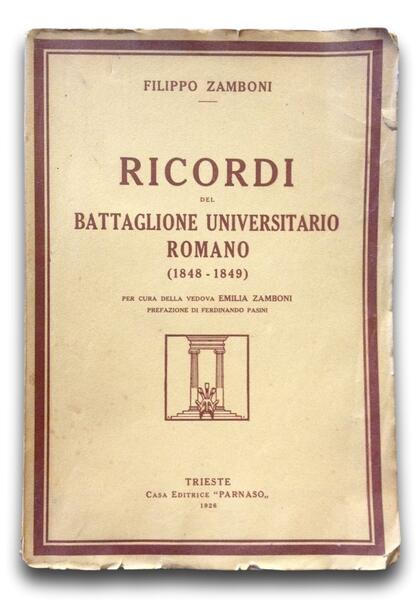 FILIPPO ZAMBONI
RICORDI
DEL
BATTAGLIONE UNIVERSITARIO
ROMANO
(1848 - 1849)
PER CURA DELLA VEDOVA EMILIA ZAMBONI
PREFAZIONE DI FERDINANDO PASINI
TRIESTE
CASA EDITRICE "PARNASO„
1926